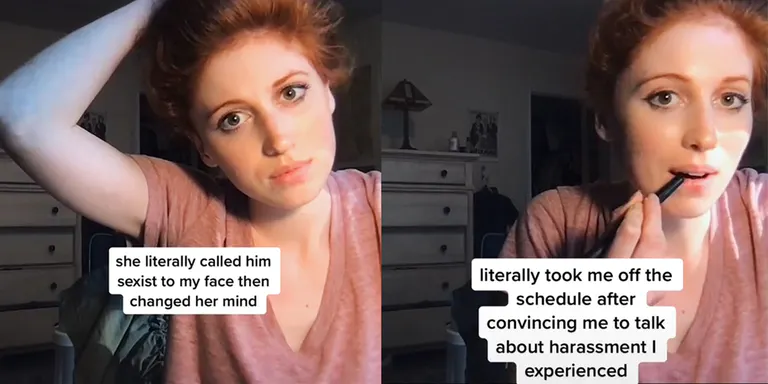 she literally called him
sexist to my face then
changed her mind
literally took me off the
schedule after
convincing me to talk
about harassment I
experienced